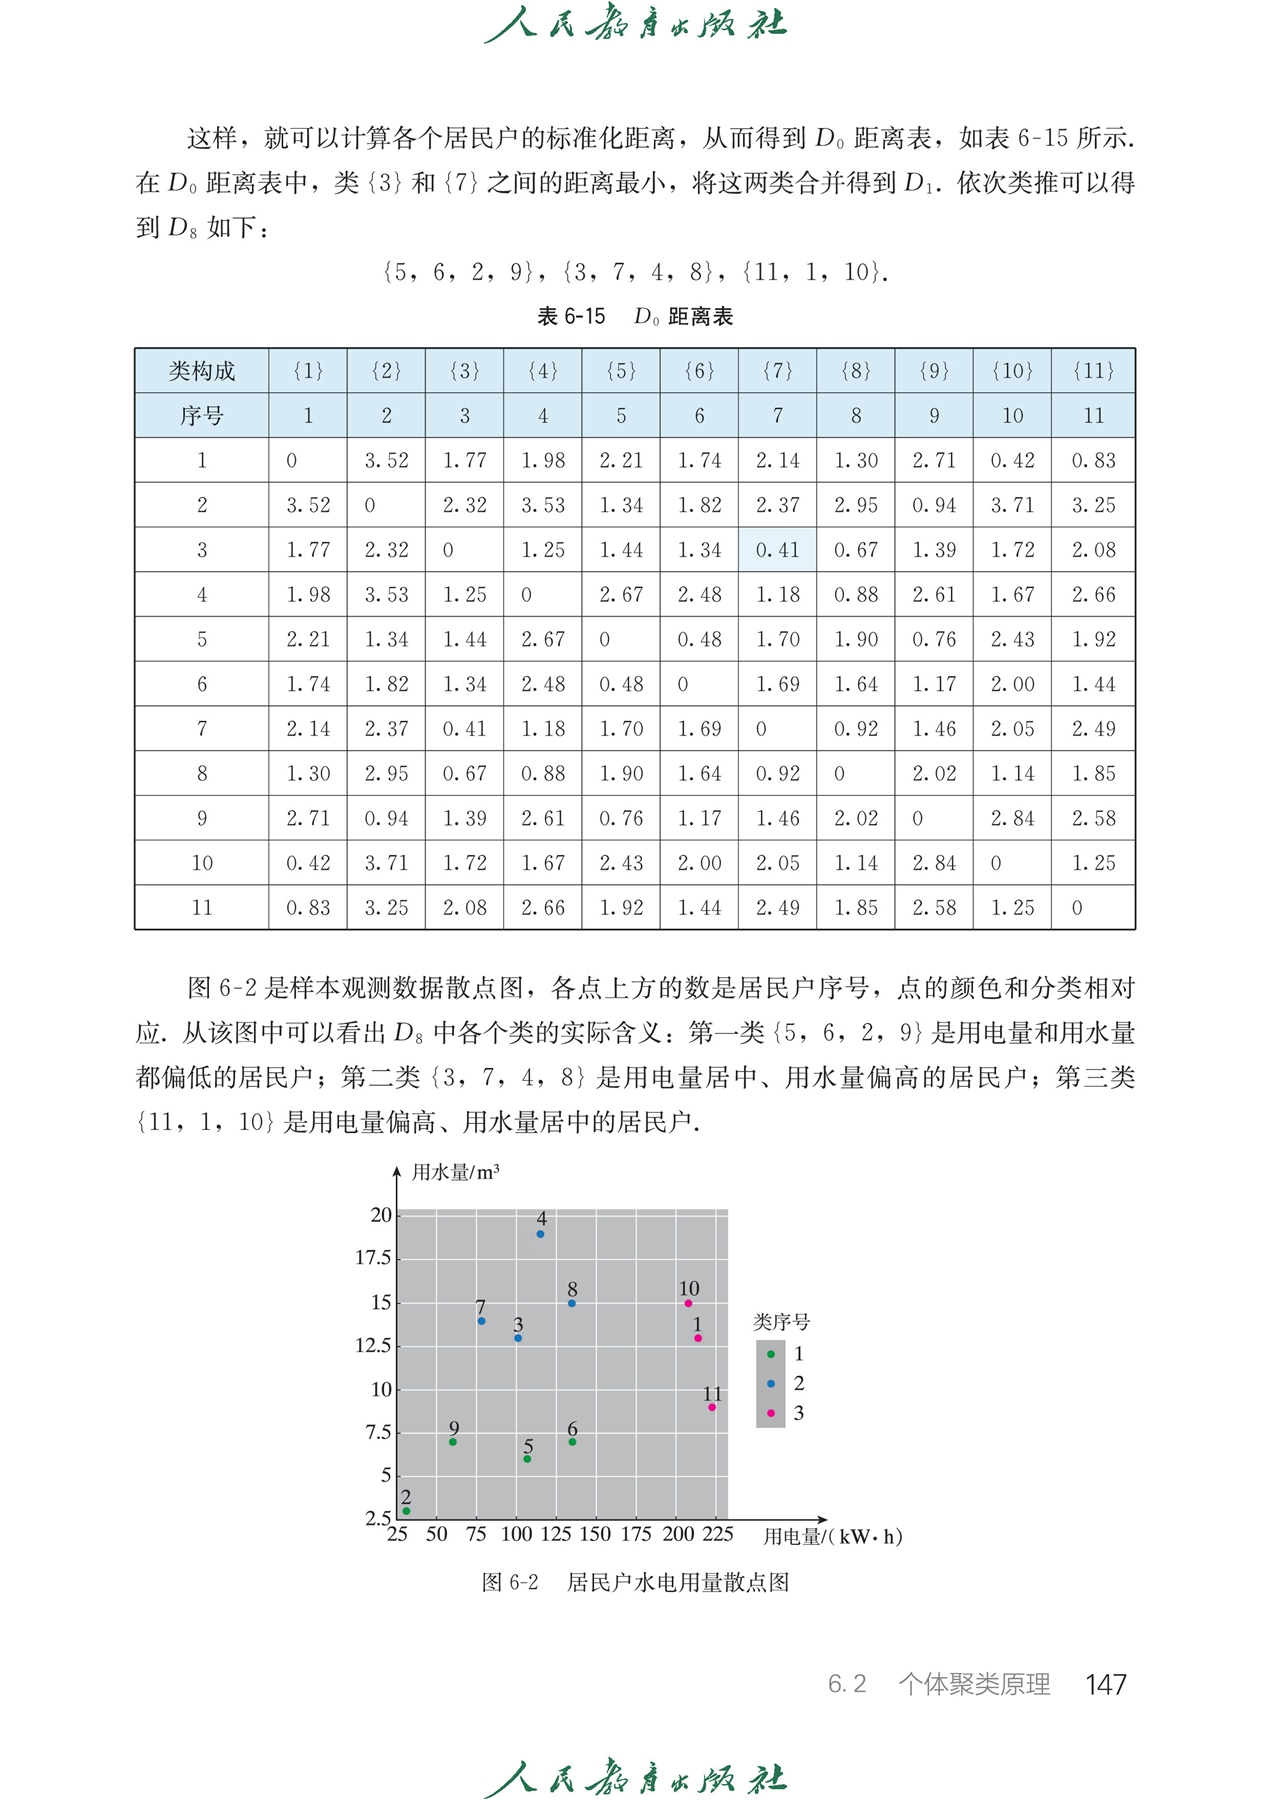 人民教育出版社
这样，就可以计算各个居民户的标准化距离，从而得到 D₀ 距离表，如表 6-15 所示.
在 D₀ 距离表中，类 {3} 和 {7} 之间的距离最小，将这两类合并得到 D₁. 依次类推可以得
到 D₈ 如下：
{5，6，2，9}，{3，7，4，8}，{11，1，10}.
表 6-15 D₀ 距离表
类构成 {1} {2} {3} {4} {5} {6} {7} {8} {9} {10} {11}
序号 1 2 3 4 5 6 7 8 9 10 11
1 0 3.52 1.77 1.98 2.21 1.74 2.14 1.30 2.71 0.42 0.83
2 3.52 0 2.32 3.53 1.34 1.82 2.37 2.95 0.94 3.71 3.25
3 1.77 2.32 0 1.25 1.44 1.34 0.41 0.67 1.39 1.72 2.08
4 1.98 3.53 1.25 0 2.67 2.48 1.18 0.88 2.61 1.67 2.66
5 2.21 1.34 1.44 2.67 0 0.48 1.70 1.90 0.76 2.43 1.92
6 1.74 1.82 1.34 2.48 0.48 0 1.69 1.64 1.17 2.00 1.44
7 2.14 2.37 0.41 1.18 1.70 1.69 0 0.92 1.46 2.05 2.49
8 1.30 2.95 0.67 0.88 1.90 1.64 0.92 0 2.02 1.14 1.85
9 2.71 0.94 1.39 2.61 0.76 1.17 1.46 2.02 0 2.84 2.58
10 0.42 3.71 1.72 1.67 2.43 2.00 2.05 1.14 2.84 0 1.25
11 0.83 3.25 2.08 2.66 1.92 1.44 2.49 1.85 2.58 1.25 0
图 6-2 是样本观测数据散点图，各点上方的数是居民户序号，点的颜色和分类相对
应. 从该图中可以看出 D₈ 中各个类的实际含义：第一类 {5，6，2，9} 是用电量和用水量
都偏低的居民户；第二类 {3，7，4，8} 是用电量居中、用水量偏高的居民户；第三类
{11，1，10} 是用电量偏高、用水量居中的居民户.
用水量/m³
20
4
17.5
15
8
10
7
3
1
12.5
10
11
7.5
9
5
6
5
2
2.5
25 50 75 100 125 150 175 200 225
用电量/(kW·h)
类序号
1
2
3
图 6-2 居民户水电用量散点图
6.2 个体聚类原理 147
人民教育出版社